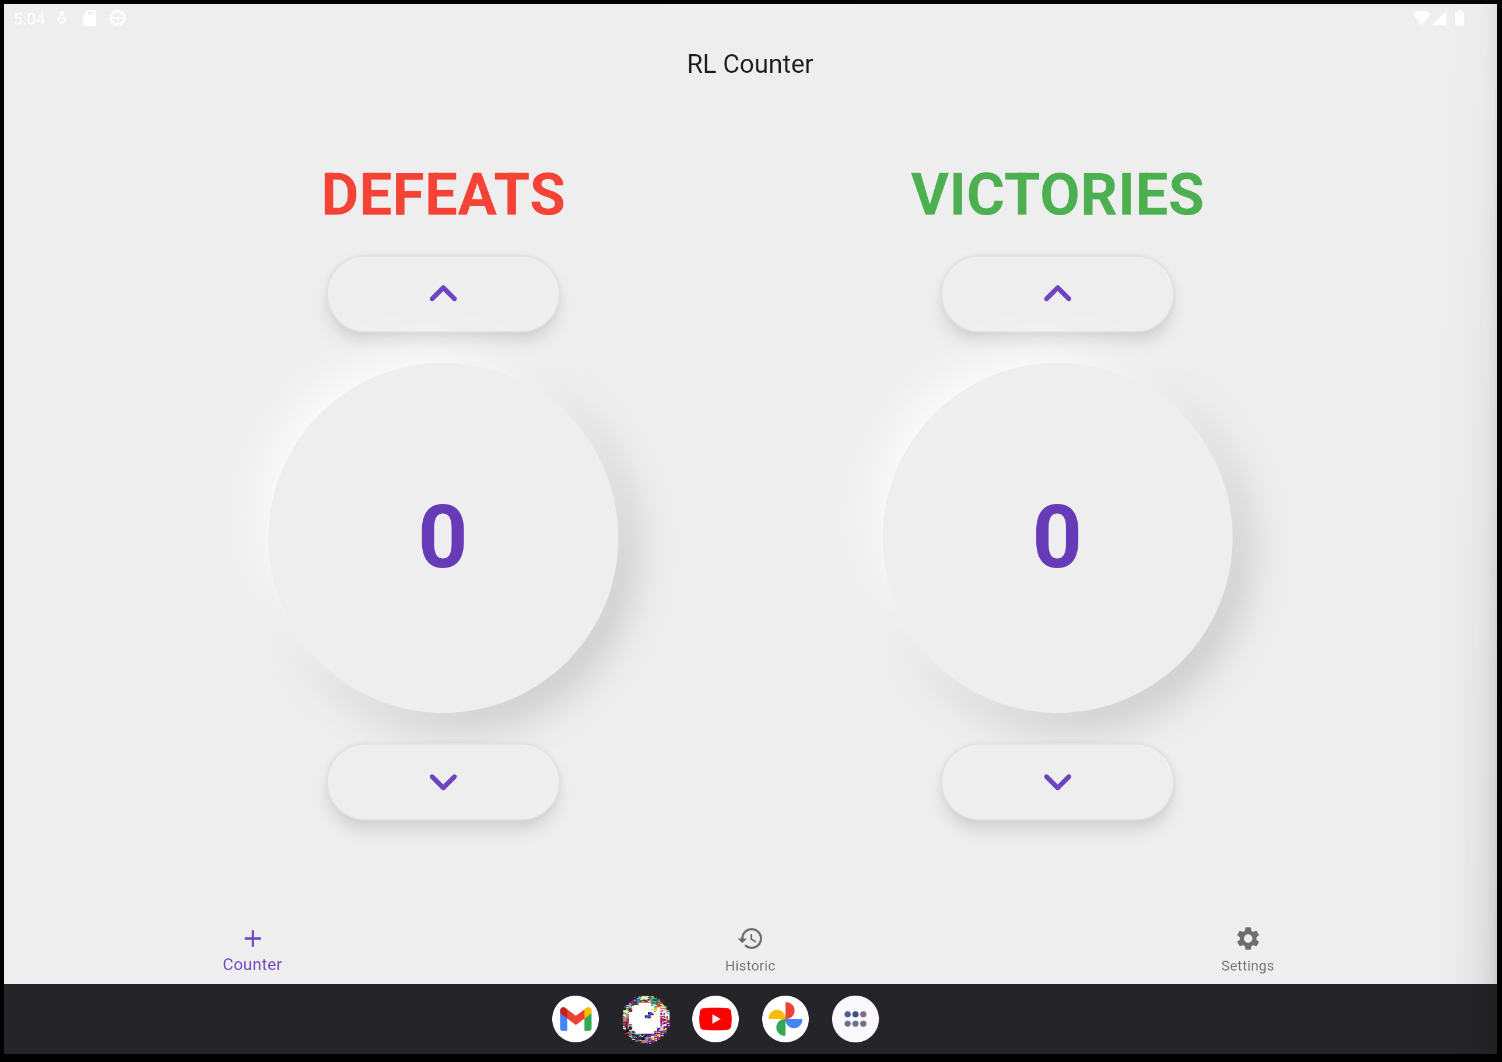 5:04
RL Counter
DEFEATS
VICTORIES
0
0
Counter
Historic
Settings